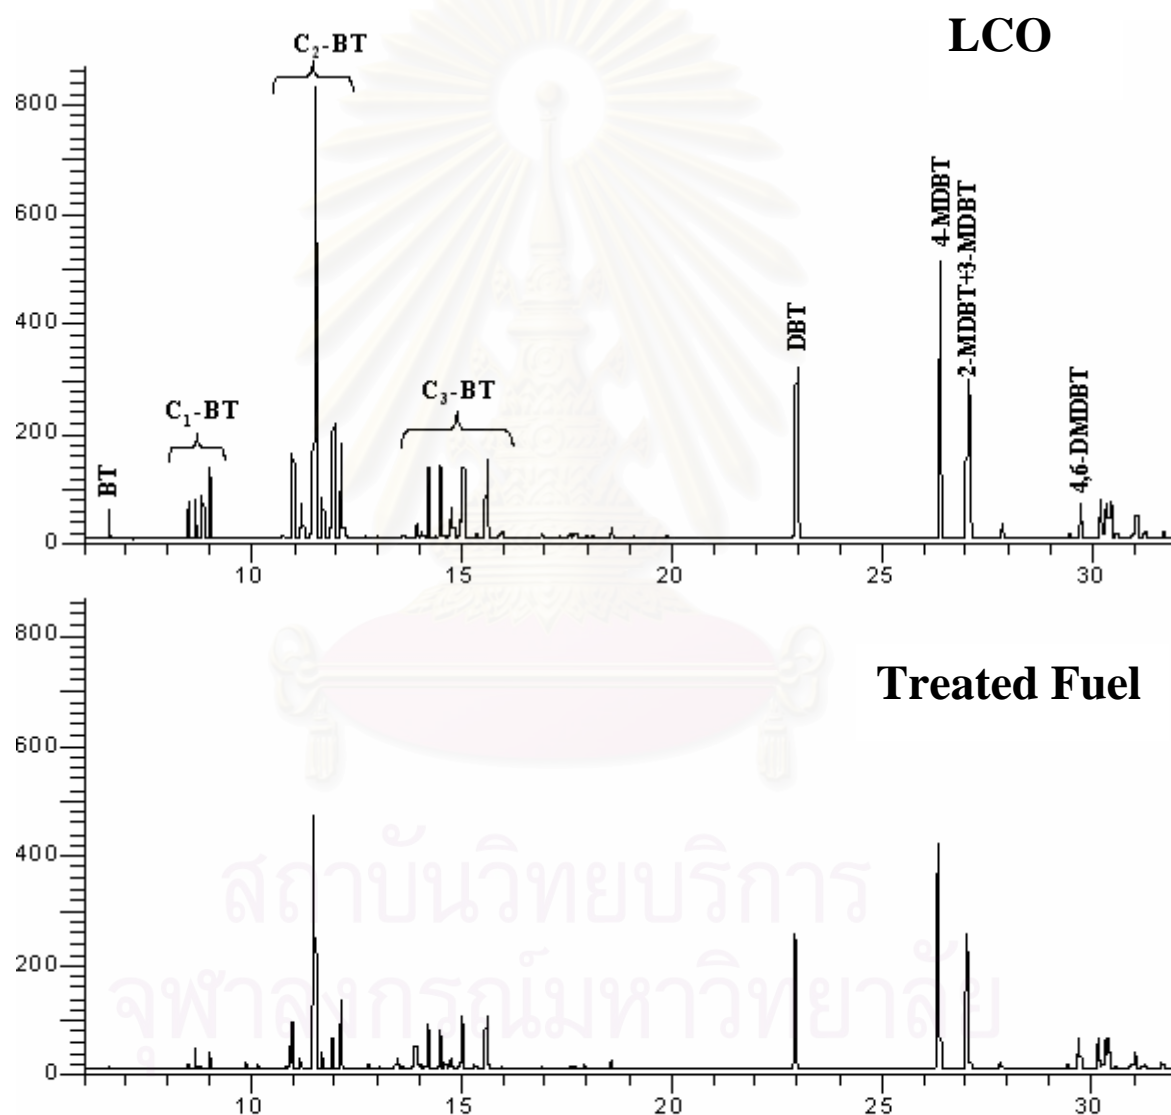 LCO
C₂-BT
800
600
400
200
0
BT
C₁-BT
C₃-BT
DBT
4-MDBT
2-MDBT+3-MDBT
4,6-DMDBT
10 15 20 25 30
Treated Fuel
800
600
400
200
0
10 15 20 25 30
สถาบันวิทยบริการ
จุฬาลงกรณ์มหาวิทยาลัย